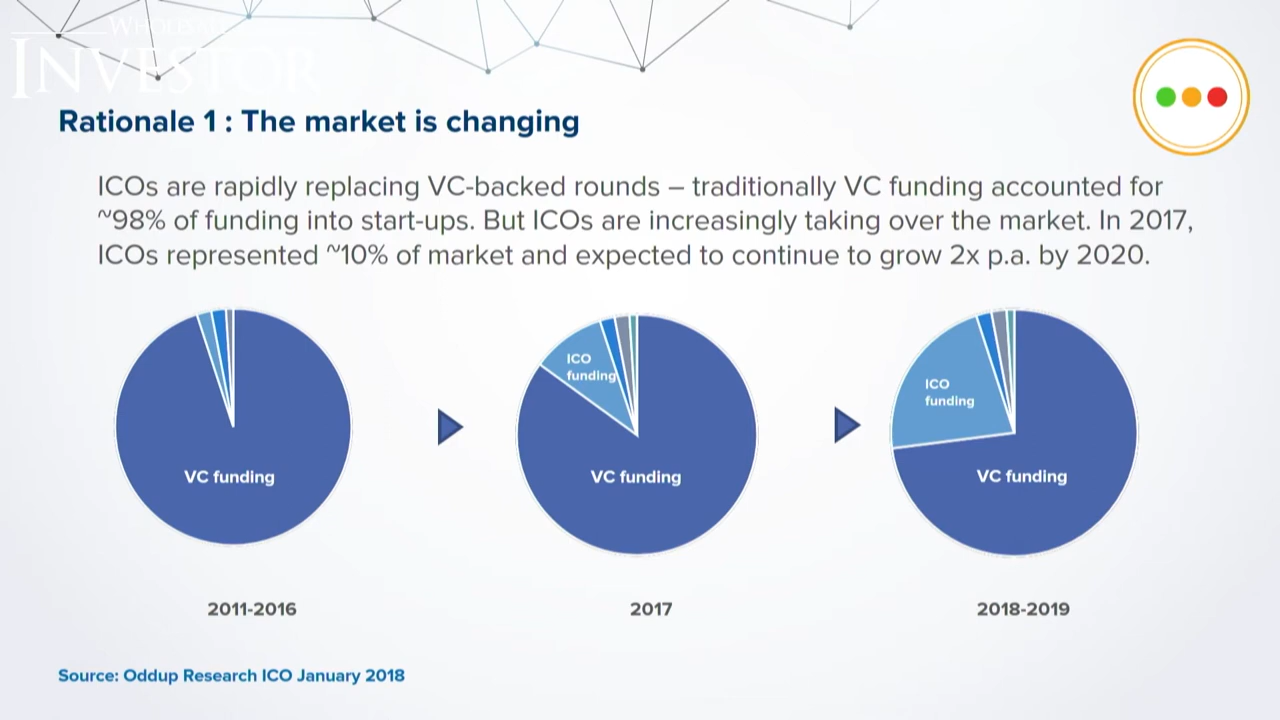 WHOLESALE
INVESTOR
Rationale 1 : The market is changing
ICOs are rapidly replacing VC-backed rounds – traditionally VC funding accounted for
~98% of funding into start-ups. But ICOs are increasingly taking over the market. In 2017,
ICOs represented ~10% of market and expected to continue to grow 2x p.a. by 2020.
ICO
funding
VC funding
VC funding
ICO
funding
VC funding
2011-2016
2017
2018-2019
Source: Oddup Research ICO January 2018